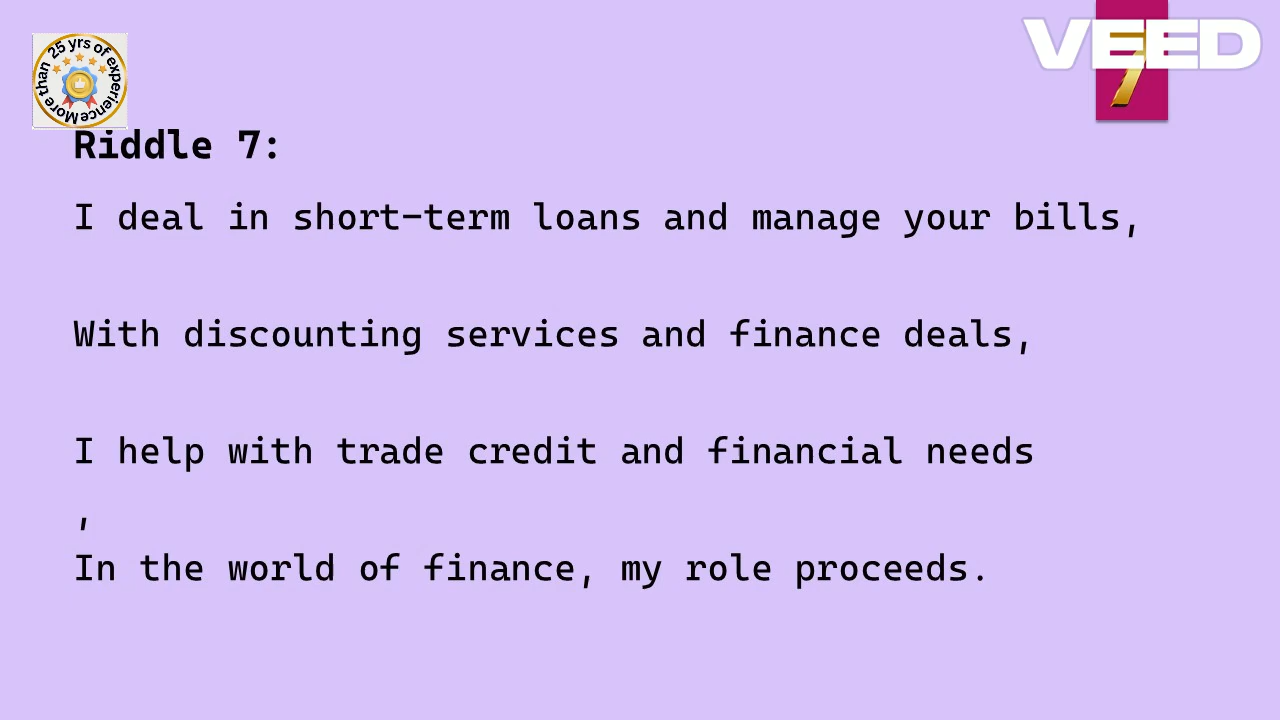 More than 25 yrs of experience
VEED
7
Riddle 7:
I deal in short-term loans and manage your bills,
With discounting services and finance deals,
I help with trade credit and financial needs
,
In the world of finance, my role proceeds.